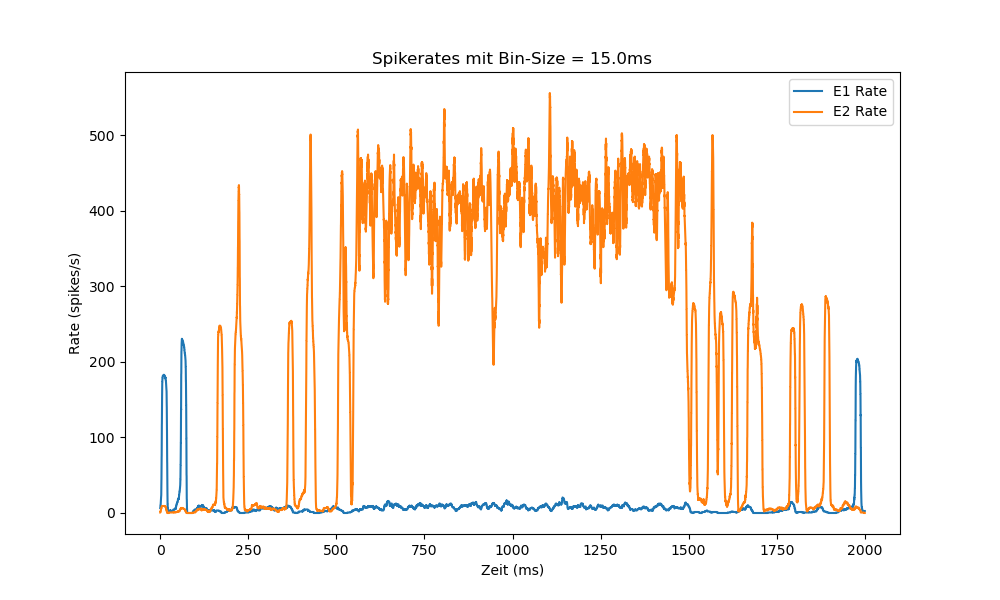 Spikerates mit Bin-Size = 15.0ms
E1 Rate
E2 Rate
500
400
300
200
100
0
Rate (spikes/s)
0 250 500 750 1000 1250 1500 1750 2000
Zeit (ms)